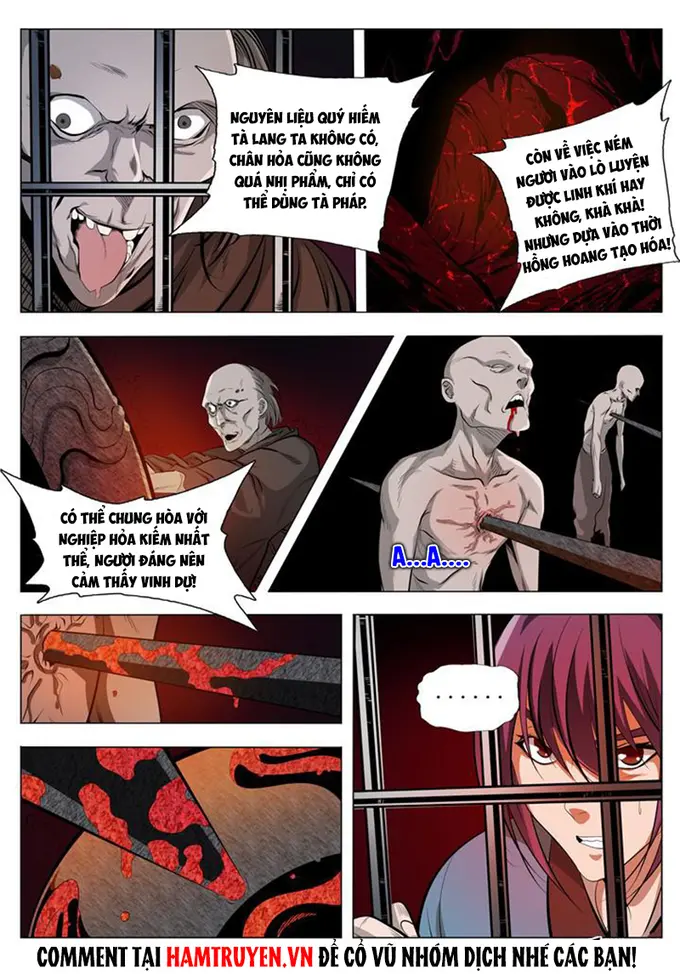 NGUYÊN LIỆU QUÝ HIẾM
TÀ LANG TA KHÔNG CÓ,
CHÂN HỎA CŨNG KHÔNG
QUÁ NHỊ PHẨM, CHỈ CÓ
THỂ DÙNG TÀ PHÁP.
CÒN VỀ VIỆC NÉM
NGƯƠI VÀO LÒ LUYỆN
ĐƯỢC LINH KHÍ HAY
KHÔNG, KHÀ KHÀ!
NHƯNG DỰA VÀO THỜI
HỒNG HOANG TẠO HÓA!
CÓ THỂ CHUNG HÒA VỚI
NGHIỆP HỎA KIẾM NHẤT
THỂ, NGƯƠI ĐÁNG NÊN
CẢM THẤY VINH DỰ!
A...A....
......
COMMENT TẠI HAMTRUYEN.VN ĐỂ CỔ VŨ NHÓM DỊCH NHÉ CÁC BẠN!